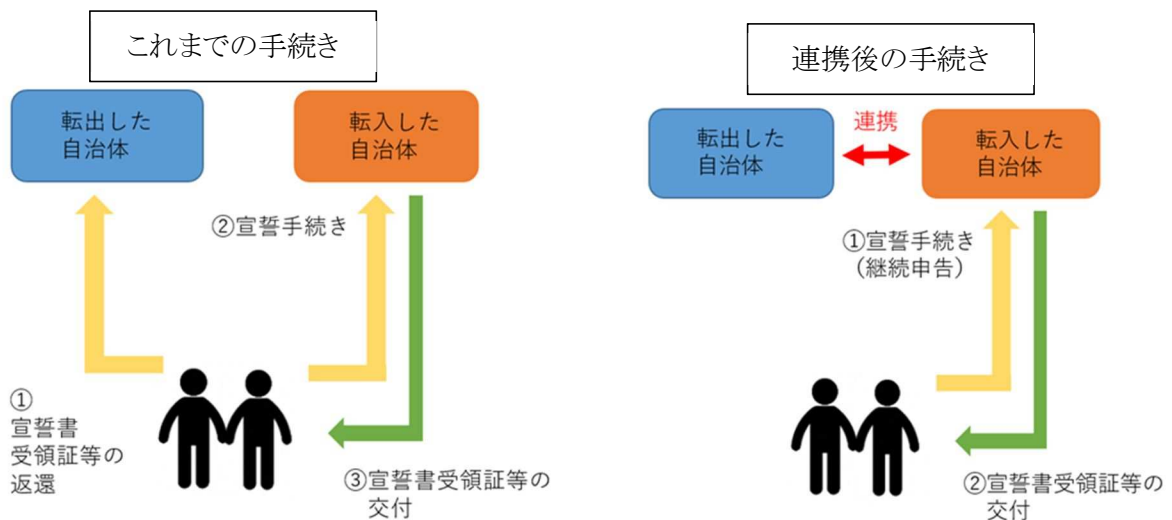 これまでの手続き
転出した
自治体
転入した
自治体
②宣誓手続き
①
宣誓書
受領証等の
返還
③宣誓書受領証等の
交付
連携後の手続き
転出した
自治体
連携
転入した
自治体
①宣誓手続き
（継続申告）
②宣誓書受領証等の
交付